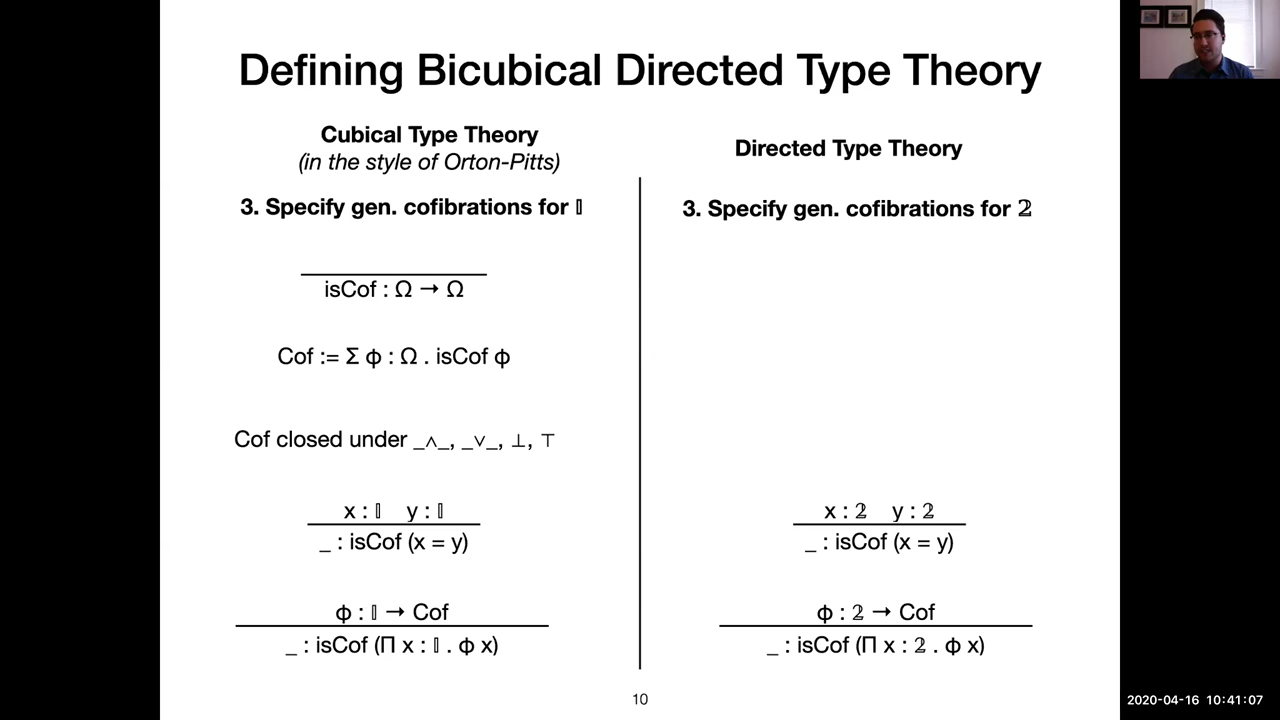 Defining Bicubical Directed Type Theory
Cubical Type Theory
(in the style of Orton-Pitts)
3. Specify gen. cofibrations for 𝕀
isCof : Ω → Ω
Cof := Σ ϕ : Ω . isCof ϕ
Cof closed under _∧_, _∨_, ⊥, ⊤
x : 𝕀 y : 𝕀
_ : isCof (x = y)
ϕ : 𝕀 → Cof
_ : isCof (Π x : 𝕀 . ϕ x)
Directed Type Theory
3. Specify gen. cofibrations for 𝟚
x : 𝟚 y : 𝟚
_ : isCof (x = y)
ϕ : 𝟚 → Cof
_ : isCof (Π x : 𝟚 . ϕ x)
10
2020-04-16 10:41:07